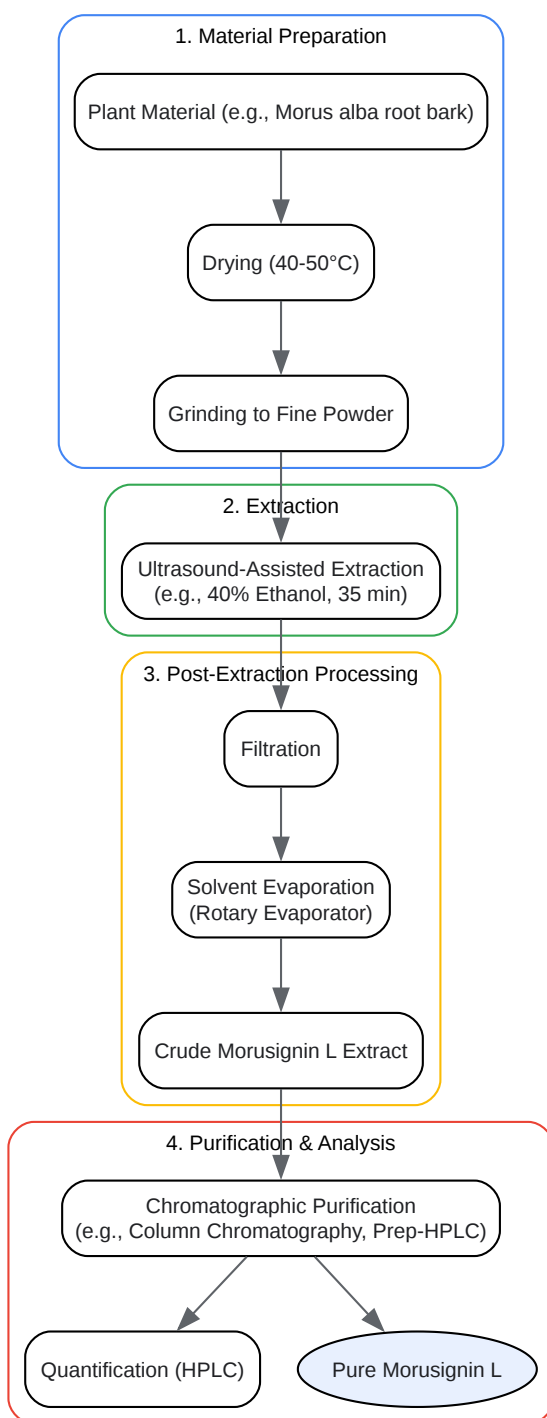 1. Material Preparation
Plant Material (e.g., Morus alba root bark)
Drying (40-50°C)
Grinding to Fine Powder
2. Extraction
Ultrasound-Assisted Extraction
(e.g., 40% Ethanol, 35 min)
3. Post-Extraction Processing
Filtration
Solvent Evaporation
(Rotary Evaporator)
Crude Morusignin L Extract
4. Purification & Analysis
Chromatographic Purification
(e.g., Column Chromatography, Prep-HPLC)
Quantification (HPLC)
Pure Morusignin L